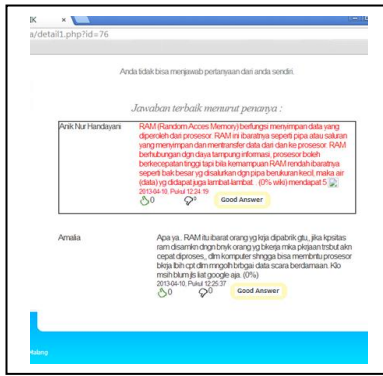 IK ×
a/detail1.php?id=76
Anda tidak bisa menjawab pertanyaan dari anda sendiri.
Jawaban terbaik menurut penanya :
Anik Nur Handayani
RAM (Random Acces Memory) berfungsi menyimpan data yang
diperoleh dari prosesor. RAM ini ibaratnya seperti pipa atau saluran
yang menyimpan dan mentransfer data dari dan ke prosesor. RAM
berhubungan dgn daya tampung informasi, prosesor boleh
berkecepatan tinggi tapi bila kemampuan RAM rendah ibaratnya
seperti bak besar yg disalurkan dgn pipa berukuran kecil, maka air
(data) yg didapat juga lambat-lambat. (0% wiki) mendapat 5
2013-04-10, Pukul 12:24:19
0 0 Good Answer
Amalia
Apa ya.. RAM itu ibarat orang yg krja dipabrik gtu,, jika kpsitas
ram disamkn dngn bnyk orang yg bkerja mka pkrjaan trsbut akn
cepat diproses,, dlm komputer shngga bisa membntu prosesor
bkrja lbih cpt dlm mngolh brbgai data scara berdamaan. Klo
msih blum jls liat google aja. (0%)
2013-04-10, Pukul 12:25:37
0 0 Good Answer
Malang